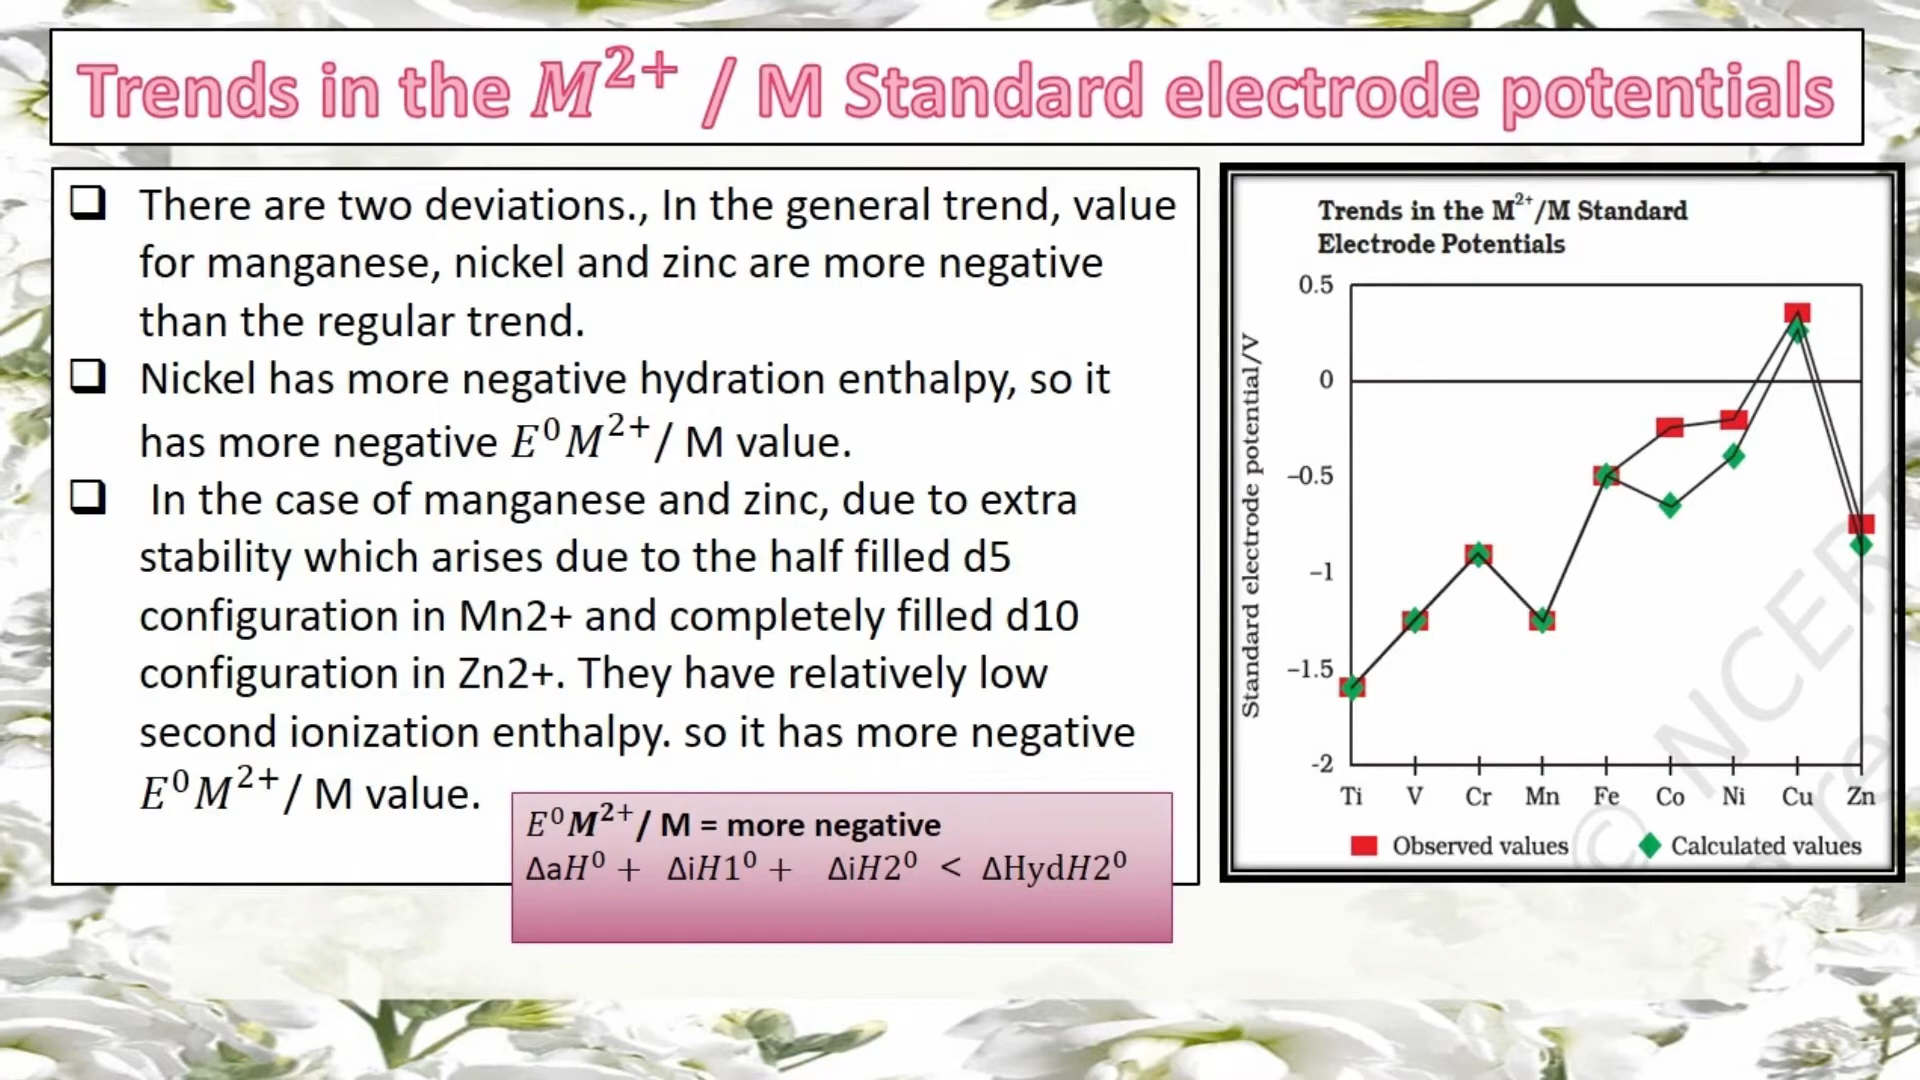 Trends in the M²⁺ / M Standard electrode potentials
❑ There are two deviations., In the general trend, value
for manganese, nickel and zinc are more negative
than the regular trend.
❑ Nickel has more negative hydration enthalpy, so it
has more negative E⁰M²⁺/ M value.
❑ In the case of manganese and zinc, due to extra
stability which arises due to the half filled d5
configuration in Mn2+ and completely filled d10
configuration in Zn2+. They have relatively low
second ionization enthalpy. so it has more negative
E⁰M²⁺/ M value.
E⁰M²⁺/ M = more negative
ΔaH⁰ + ΔiH1⁰ + ΔiH2⁰ < ΔHydH2⁰
Trends in the M²⁺/M Standard
Electrode Potentials
Standard electrode potential/V
0.5
0
−0.5
−1
−1.5
-2
Ti V Cr Mn Fe Co Ni Cu Zn
Observed values Calculated values
© NCERT